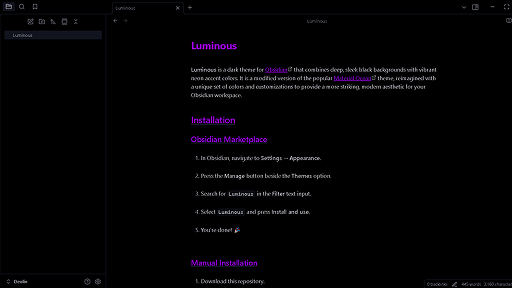 Luminous
Luminous
Luminous
Luminous
Luminous is a dark theme for Obsidian that combines deep, sleek black backgrounds with vibrant
neon accent colors. It is a modified version of the popular Material Ocean theme, reimagined with
a unique set of colors and customizations to provide a more striking, modern aesthetic for your
Obsidian workspace.
Installation
Obsidian Marketplace
1. In Obsidian, navigate to Settings → Appearance.
2. Press the Manage button beside the Themes option.
3. Search for Luminous in the Filter text input.
4. Select Luminous and press Install and use.
5. You're done! 🎉
Manual Installation
1. Download this repository.
Devlin
0 backlinks
445 words
3,160 characters